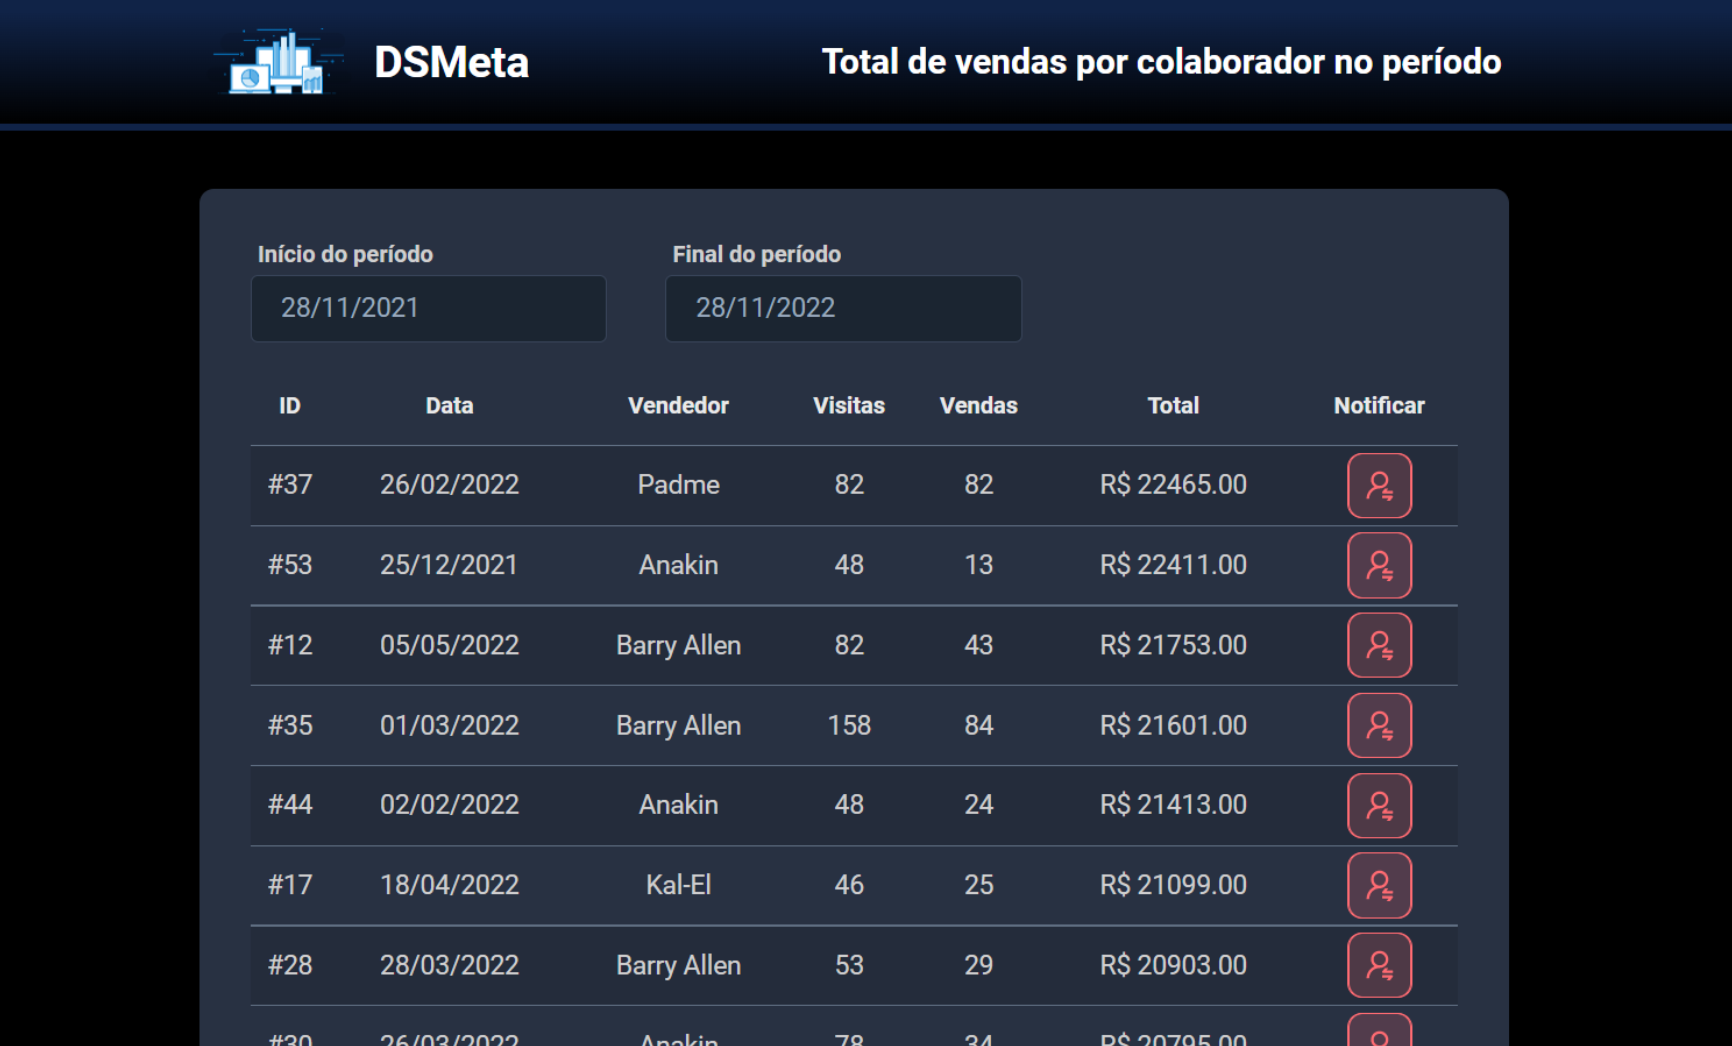 DSMeta
Total de vendas por colaborador no período
Início do período Final do período
28/11/2021 28/11/2022
ID Data Vendedor Visitas Vendas Total Notificar
#37 26/02/2022 Padme 82 82 R$ 22465.00
#53 25/12/2021 Anakin 48 13 R$ 22411.00
#12 05/05/2022 Barry Allen 82 43 R$ 21753.00
#35 01/03/2022 Barry Allen 158 84 R$ 21601.00
#44 02/02/2022 Anakin 48 24 R$ 21413.00
#17 18/04/2022 Kal-El 46 25 R$ 21099.00
#28 28/03/2022 Barry Allen 53 29 R$ 20903.00
#30 26/03/2022 Anakin 78 34 R$ 20795.00